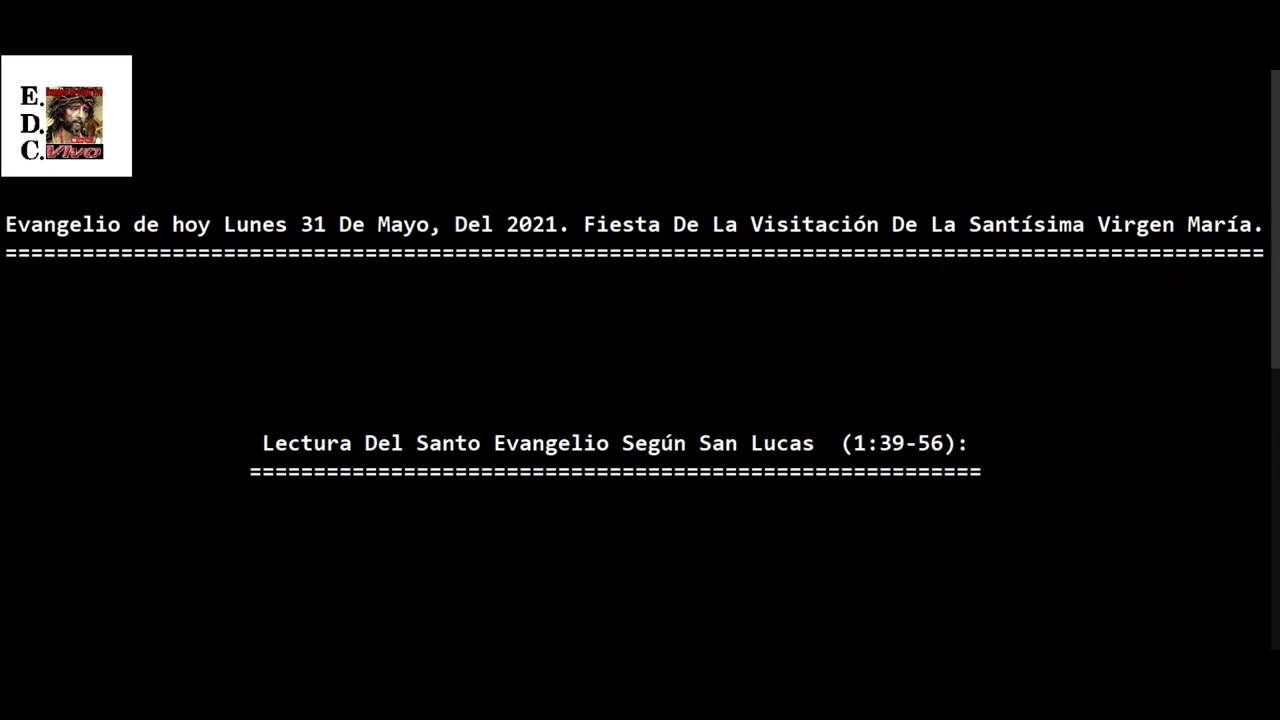 E.
D.
C.
Vivo
Evangelio de hoy Lunes 31 De Mayo, Del 2021. Fiesta De La Visitación De La Santísima Virgen María.
==================================================================================================
Lectura Del Santo Evangelio Según San Lucas  (1:39-56):
=========================================================